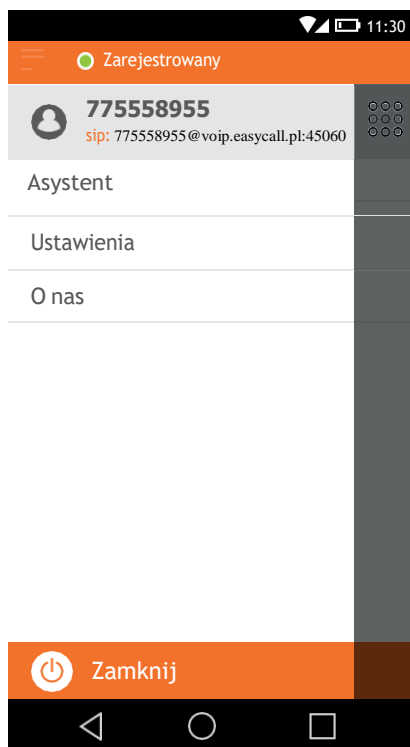 11:30
Zarejestrowany
775558955
sip: 775558955@voip.easycall.pl:45060
Asystent
Ustawienia
O nas
Zamknij